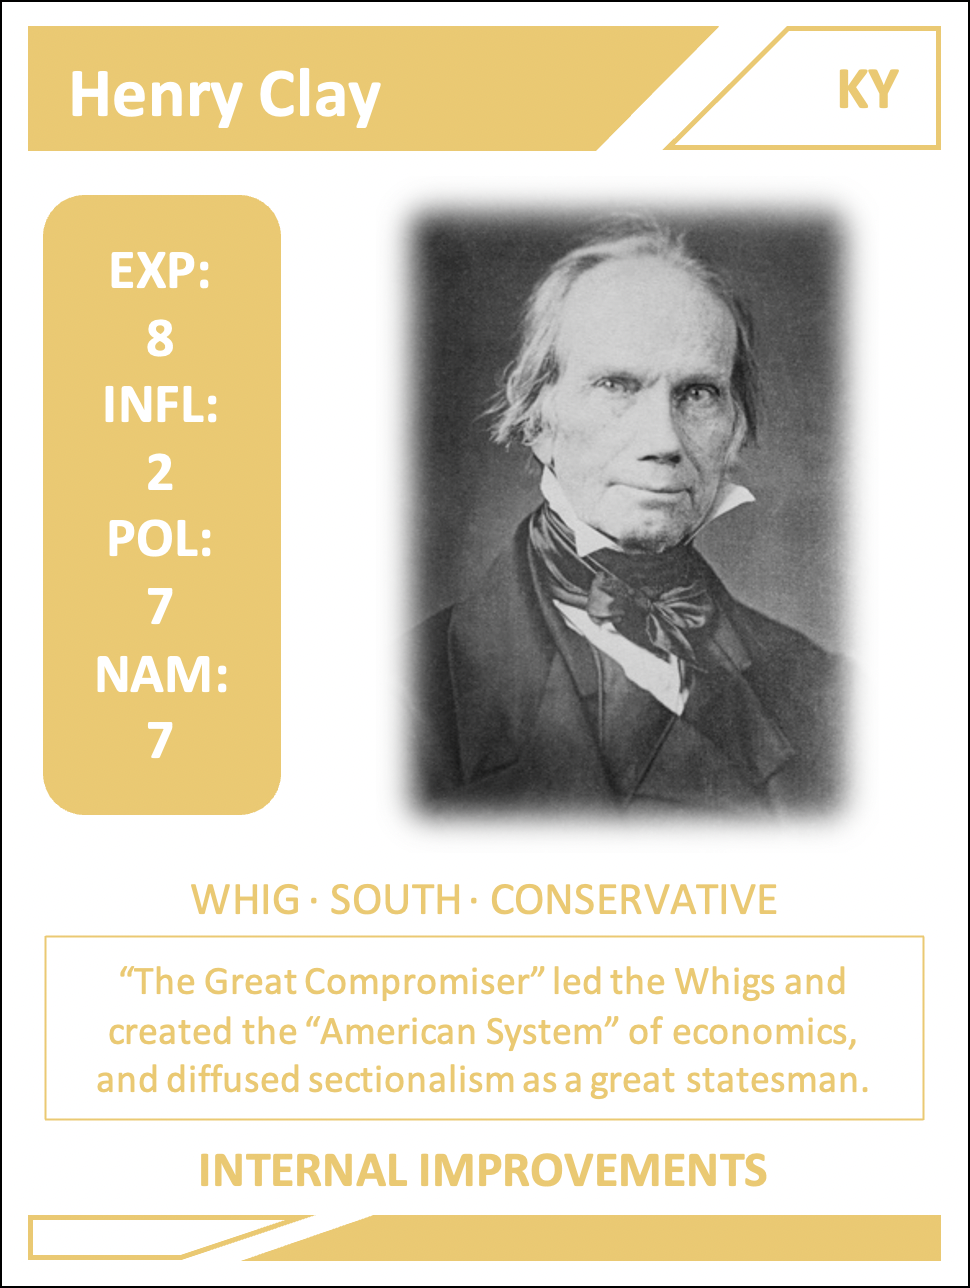 Henry Clay
KY
EXP:
8
INFL:
2
POL:
7
NAM:
7
WHIG · SOUTH · CONSERVATIVE
“The Great Compromiser” led the Whigs and
created the “American System” of economics,
and diffused sectionalism as a great statesman.
INTERNAL IMPROVEMENTS